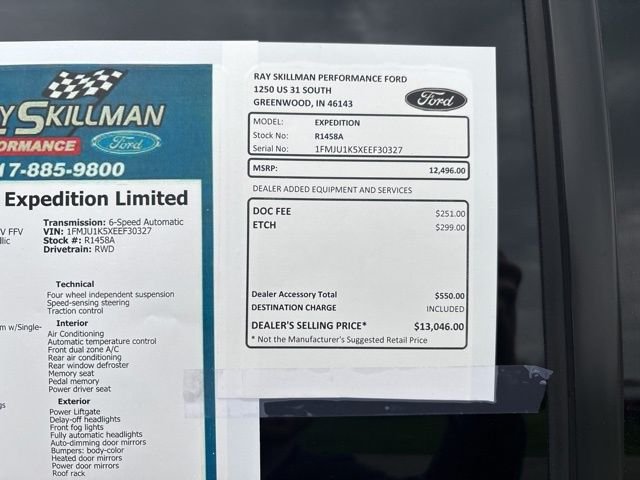 Y SKILLMAN
ORMANCE Ford
17-885-9800
Expedition Limited
Transmission: 6-Speed Automatic
V FFV VIN: 1FMJU1K5XEEF30327
llic Stock #: R1458A
Drivetrain: RWD
Technical
Four wheel independent suspension
Speed-sensing steering
Traction control
m w/Single- Interior
Air Conditioning
Automatic temperature control
Front dual zone A/C
Rear air conditioning
Rear window defroster
Memory seat
Pedal memory
Power driver seat
Exterior
gs Power Liftgate
Delay-off headlights
Front fog lights
Fully automatic headlights
Auto-dimming door mirrors
Bumpers: body-color
Heated door mirrors
Power door mirrors
Roof rack
RAY SKILLMAN PERFORMANCE FORD
1250 US 31 SOUTH
GREENWOOD, IN 46143
Ford
MODEL: EXPEDITION
Stock No: R1458A
Serial No: 1FMJU1K5XEEF30327
MSRP: 12,496.00
DEALER ADDED EQUIPMENT AND SERVICES
DOC FEE $251.00
ETCH $299.00
Dealer Accessory Total $550.00
DESTINATION CHARGE INCLUDED
DEALER'S SELLING PRICE* $13,046.00
* Not the Manufacturer's Suggested Retail Price